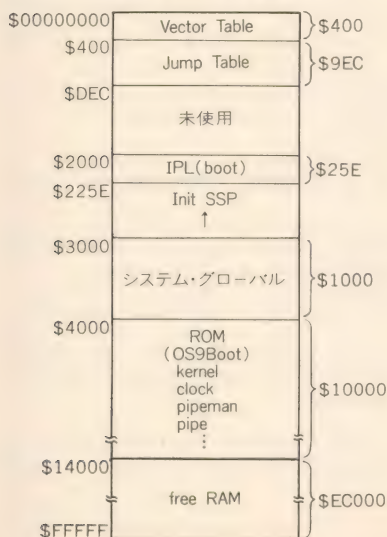 $00000000
Vector Table
$400
$400
Jump Table
$9EC
$DEC
未使用
$2000
IPL(boot)
$25E
$225E
Init SSP
↑
$3000
システム・グローバル
$1000
$4000
ROM
(OS9Boot)
kernel
clock
pipeman
pipe
⋮
$10000
$14000
free RAM
$EC000
$FFFFF